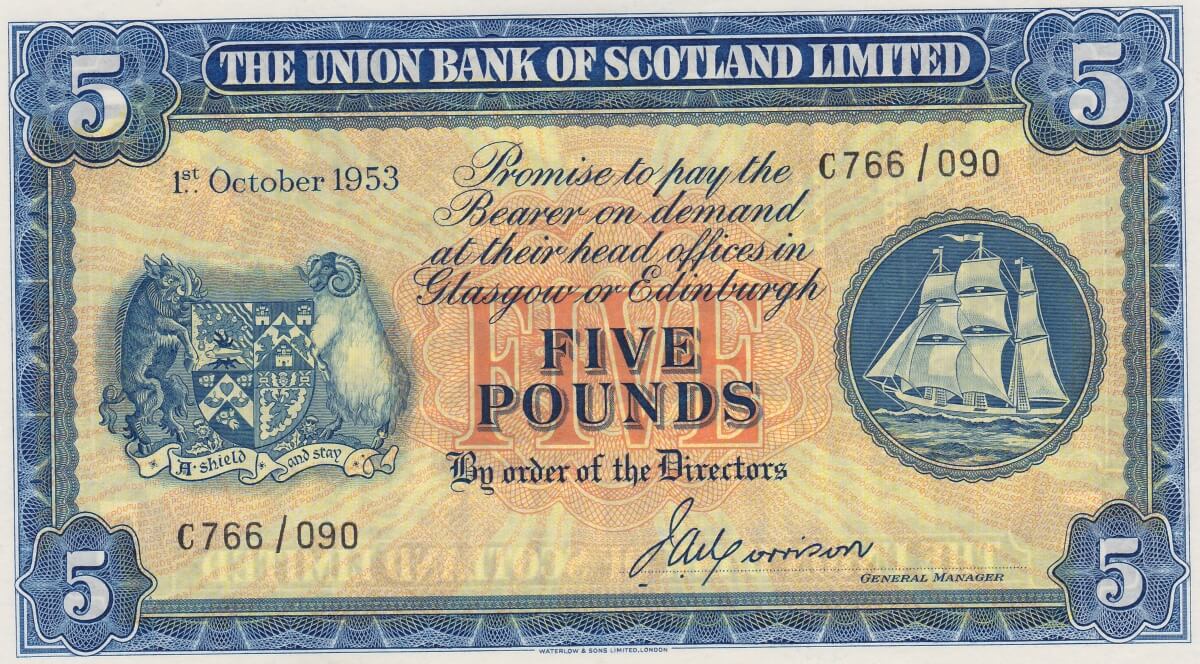 5 THE UNION BANK OF SCOTLAND LIMITED 5
1st. October 1953
Promise to pay the
C766/090
Bearer on demand
at their head offices in
Glasgow or Edinburgh
FIVE
FIVE
POUNDS
A·shield and stay
By order of the Directors
C766/090
GENERAL MANAGER
5
5
WATERLOW & SONS LIMITED, LONDON